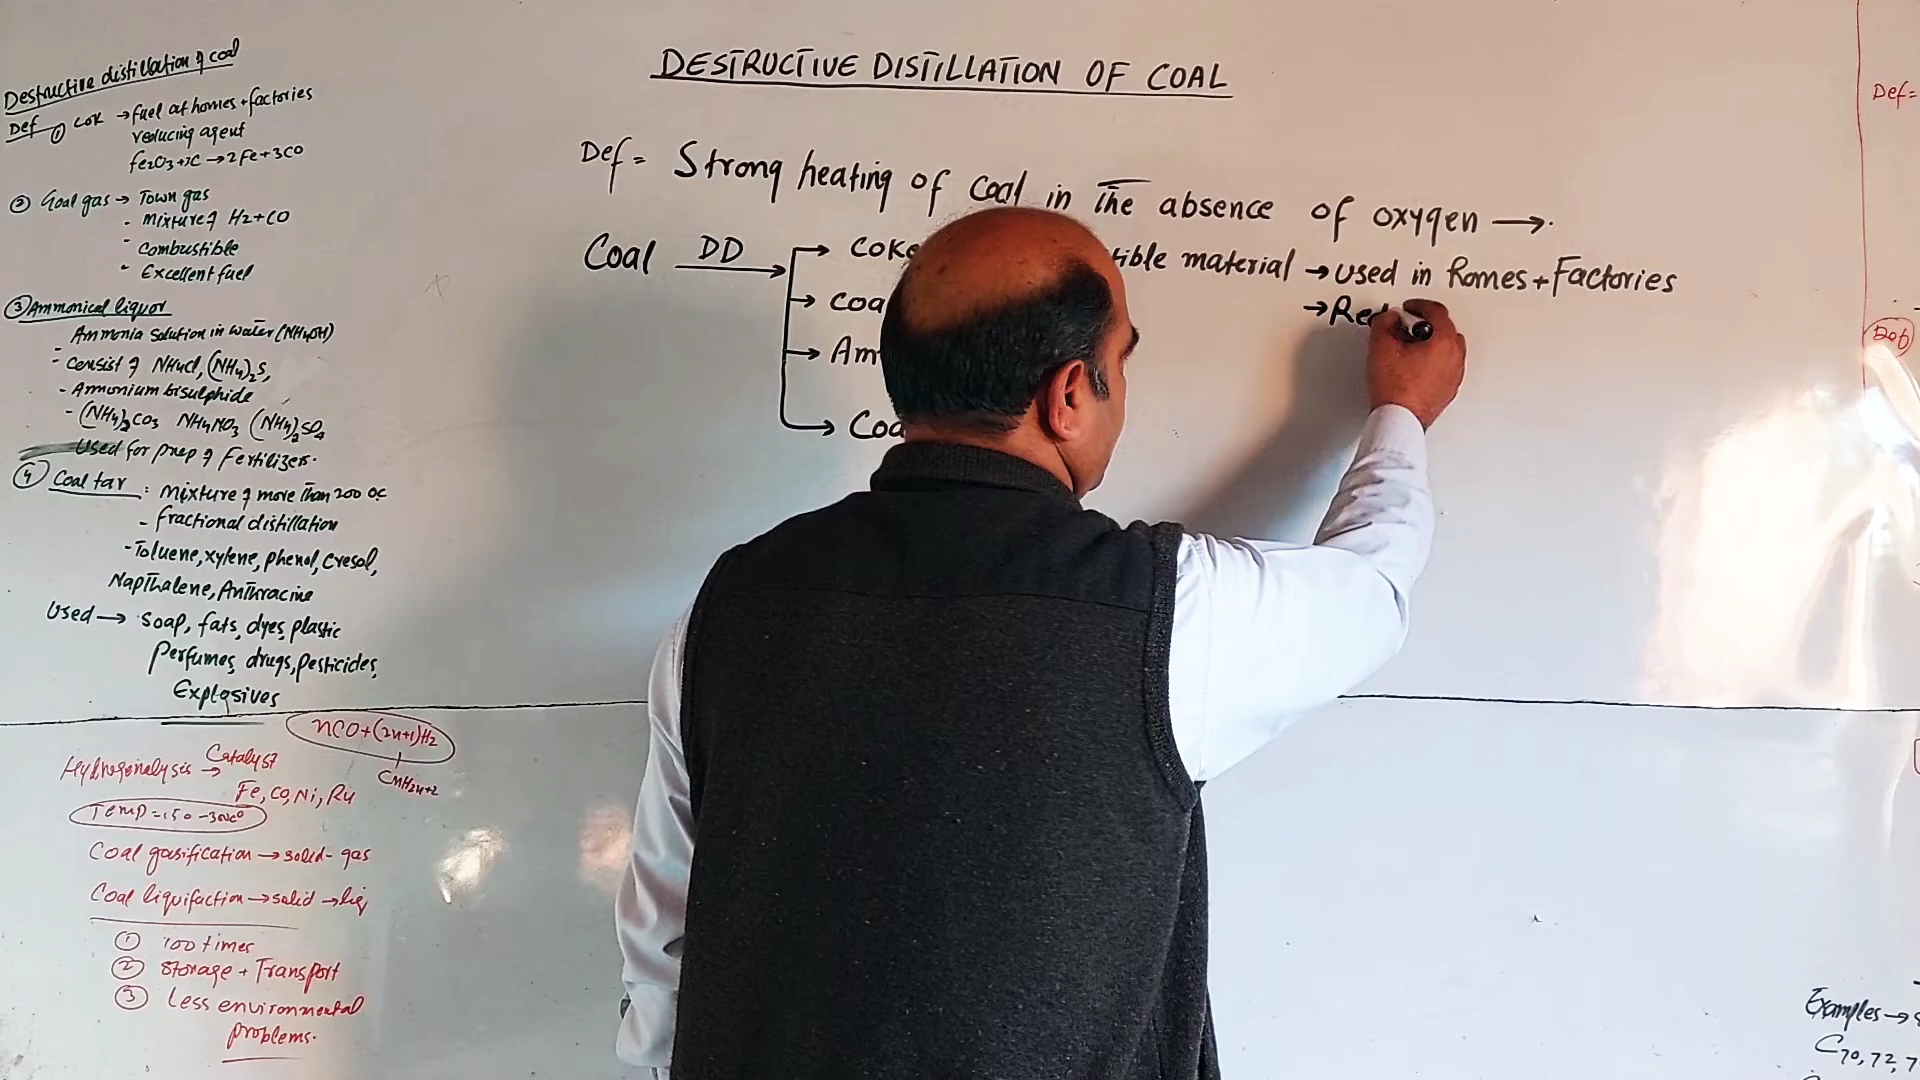 Destructive distillation of coal
Def ① Cok → fuel at homes + factories
reducing agent
Fe2O3 + 3C → 2Fe + 3CO
② Coal gas → Town gas
- Mixture of H2 + CO
- Combustible
- Excellent fuel
③ Ammonical liquor
- Ammonia solution in water (NH4OH)
- Consist of NH4Cl, (NH4)2S,
- Ammonium bisulphide
- (NH4)2CO3 NH4NO3 (NH4)2SO4
Used for prep of Fertilizers.
④ Coal tar : Mixture of more than 200 OC
- fractional distillation
- Toluene, xylene, phenol, Cresol,
Napthalene, Anthracine
Used → Soap, fats, dyes, plastic
Perfumes, drugs, pesticides,
Explosives
nCO + (2n+1)H2
CnH2n+2
Catalyst
Fe, CO, Ni, Ru
Coal gasification → solid - gas
Coal liquifaction → solid → liq
① 100 times
② Storage + Transport
③ Less environmental
problems.
DESTRUCTIVE DISTILLATION OF COAL
Def = Strong heating of Coal in The absence of oxygen →.
Coal DD → Coke
tible material → used in Homes + Factories
→ coa
→ Am
→ Coa
→ Red
Def =
Def
Examples →
C70, 72, 7